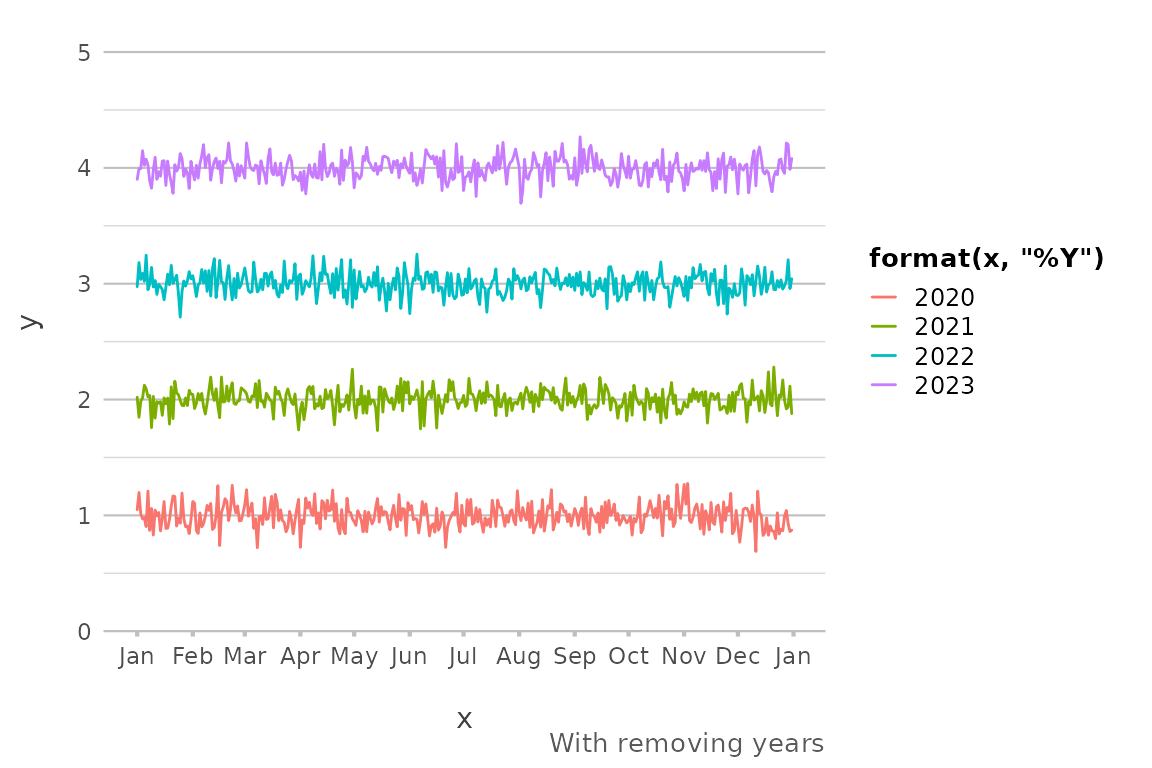 5
4
3
2
1
0
y
Jan Feb Mar Apr May Jun Jul Aug Sep Oct Nov Dec Jan
x
With removing years
format(x, "%Y")
2020
2021
2022
2023